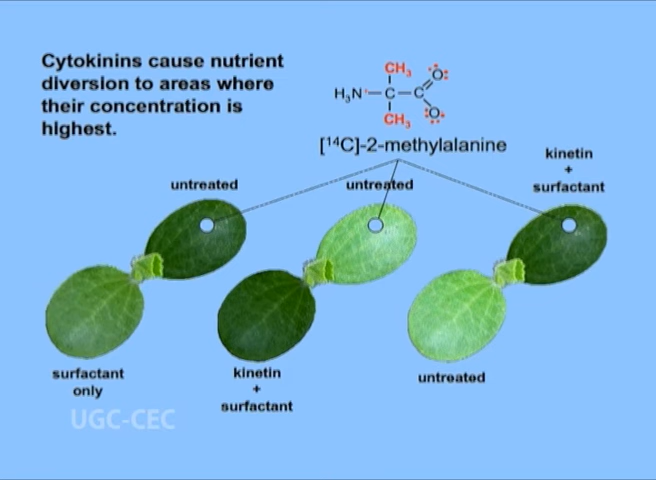 Cytokinins cause nutrient
diversion to areas where
their concentration is
highest.
CH3
H3N–C–C
O
O
CH3
[14C]-2-methylalanine
kinetin
+
surfactant
untreated
untreated
surfactant
only
kinetin
+
surfactant
untreated
UGC-CEC